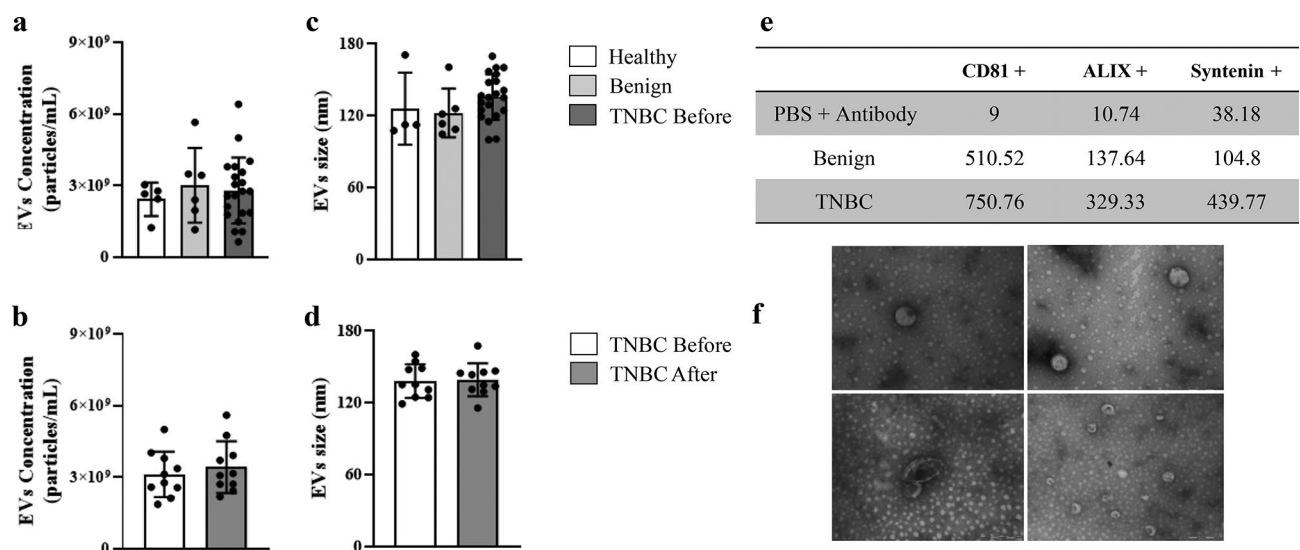 a
EVs Concentration
(particles/mL)
9×10⁹
6×10⁹
3×10⁹
0
c
EVs size (nm)
180
120
60
0
Healthy
Benign
TNBC Before
e
CD81 + ALIX + Syntenin +
PBS + Antibody 9 10.74 38.18
Benign 510.52 137.64 104.8
TNBC 750.76 329.33 439.77
b
EVs Concentration
(particles/mL)
9×10⁹
6×10⁹
3×10⁹
0
d
EVs size (nm)
180
120
60
0
TNBC Before
TNBC After
f